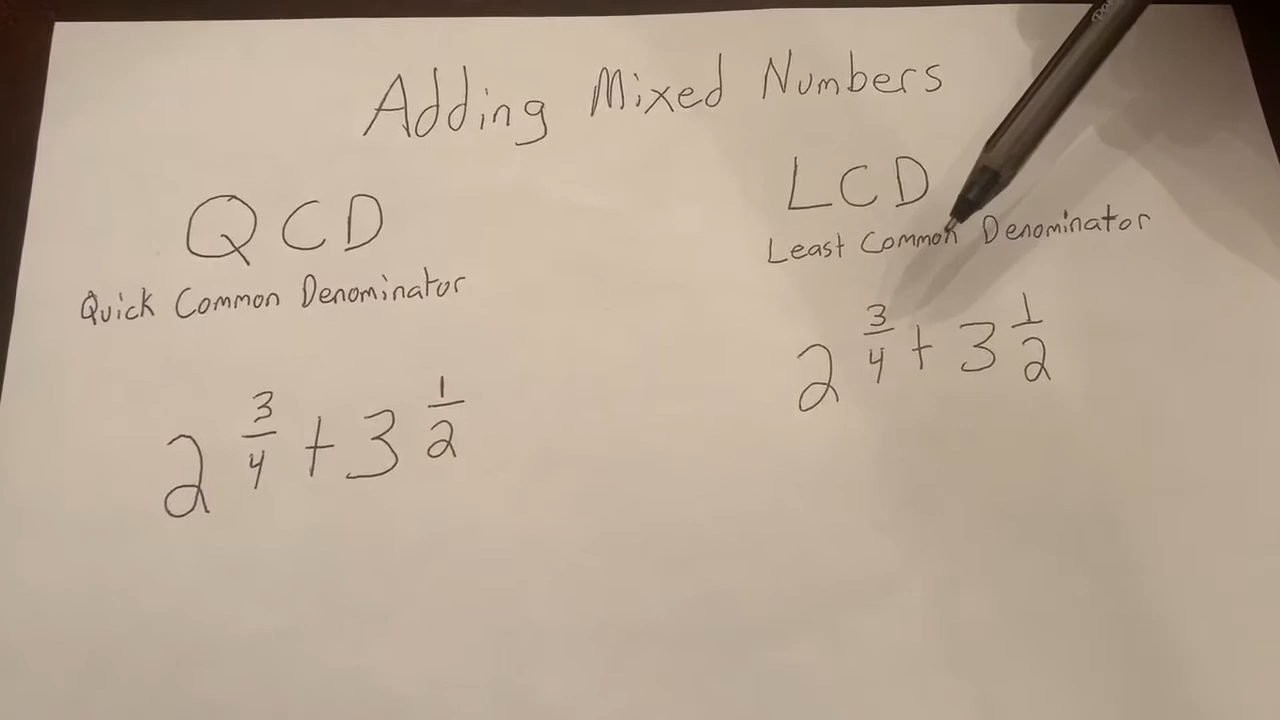 Adding Mixed Numbers
QCD
Quick Common Denominator
2 3/4 + 3 1/2
LCD
Least Common Denominator
2 3/4 + 3 1/2